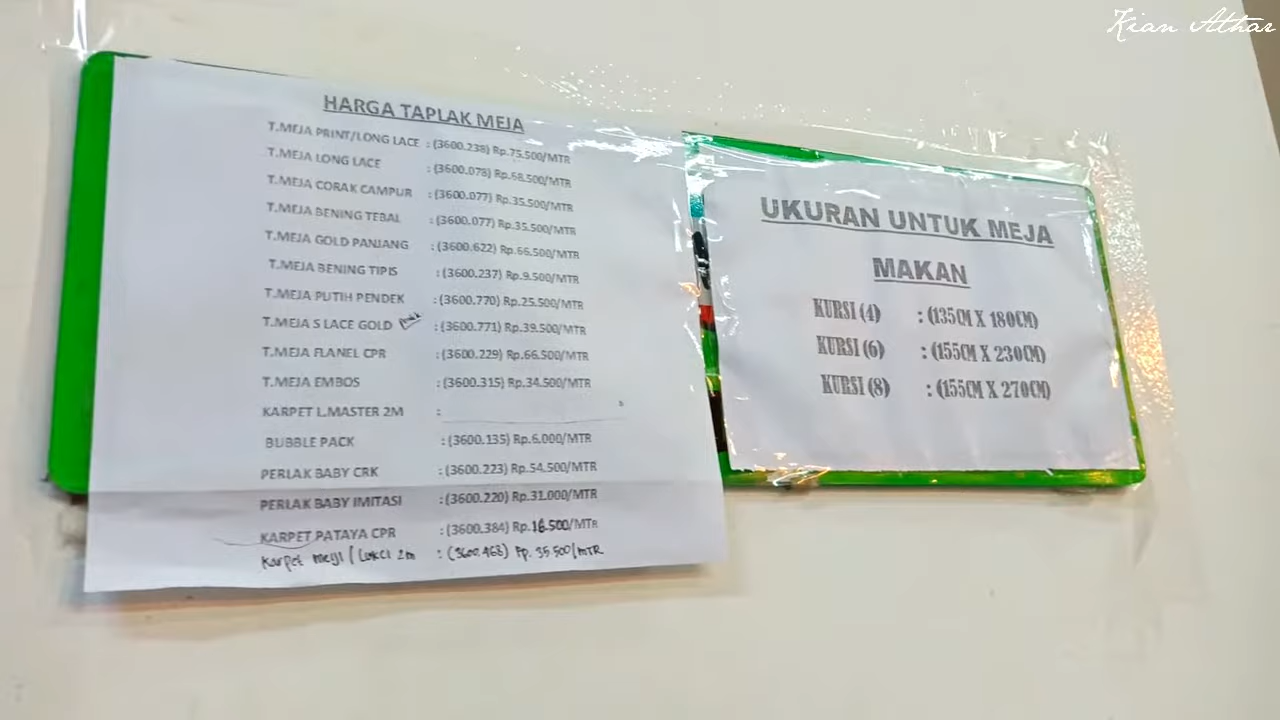 Kian Athar
HARGA TAPLAK MEJA
T.MEJA PRINT/LONG LACE : (3600.238) Rp.75.500/MTR
T.MEJA LONG LACE : (3600.078) Rp.68.500/MTR
T.MEJA CORAK CAMPUR : (3600.077) Rp.35.500/MTR
T.MEJA BENING TEBAL : (3600.077) Rp.35.500/MTR
T.MEJA GOLD PANJANG : (3600.622) Rp.66.500/MTR
T.MEJA BENING TIPIS : (3600.237) Rp.9.500/MTR
T.MEJA PUTIH PENDEK : (3600.770) Rp.25.500/MTR
T.MEJA S LACE GOLD : (3600.771) Rp.39.500/MTR
T.MEJA FLANEL CPR : (3600.229) Rp.66.500/MTR
T.MEJA EMBOS : (3600.315) Rp.34.500/MTR
KARPET L.MASTER 2M :
BUBBLE PACK : (3600.135) Rp.6.000/MTR
PERLAK BABY CRK : (3600.223) Rp.54.500/MTR
PERLAK BABY IMITASI : (3600.220) Rp.31.000/MTR
KARPET PATAYA CPR : (3600.384) Rp.16.500/MTR
Karpet 2m : (3600.468) Rp. 35.500/MTR
UKURAN UNTUK MEJA
MAKAN
KURSI (4) : (135CM X 180CM)
KURSI (6) : (155CM X 230CM)
KURSI (8) : (155CM X 270CM)